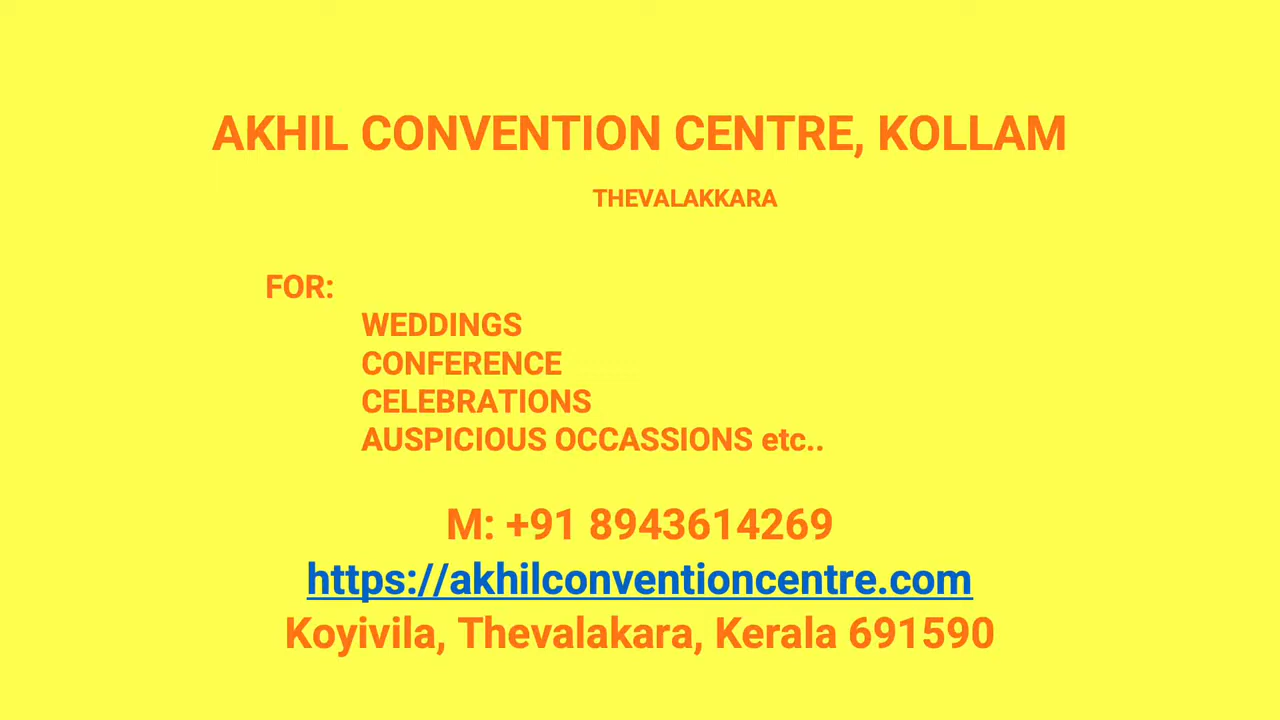 AKHIL CONVENTION CENTRE, KOLLAM
THEVALAKKARA
FOR:
WEDDINGS
CONFERENCE
CELEBRATIONS
AUSPICIOUS OCCASSIONS etc..
M: +91 8943614269
https://akhilconventioncentre.com
Koyivila, Thevalakara, Kerala 691590